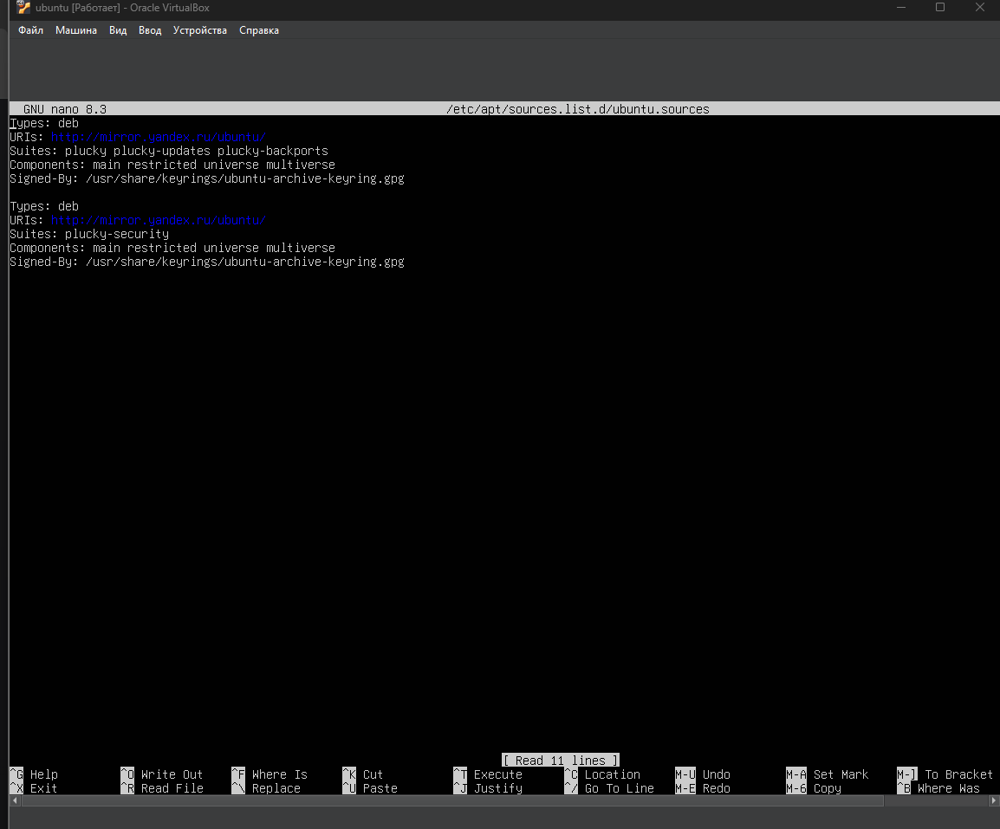 ubuntu [Работает] - Oracle VirtualBox
Файл Машина Вид Ввод Устройства Справка
GNU nano 8.3 /etc/apt/sources.list.d/ubuntu.sources
Types: deb
URIs: http://mirror.yandex.ru/ubuntu/
Suites: plucky plucky-updates plucky-backports
Components: main restricted universe multiverse
Signed-By: /usr/share/keyrings/ubuntu-archive-keyring.gpg
Types: deb
URIs: http://mirror.yandex.ru/ubuntu/
Suites: plucky-security
Components: main restricted universe multiverse
Signed-By: /usr/share/keyrings/ubuntu-archive-keyring.gpg
[ Read 11 lines ]
^G Help ^O Write Out ^F Where Is ^K Cut ^T Execute ^C Location M-U Undo M-A Set Mark M-] To Bracket
^X Exit ^R Read File ^\ Replace ^U Paste ^J Justify ^/ Go To Line M-E Redo M-6 Copy ^B Where Was